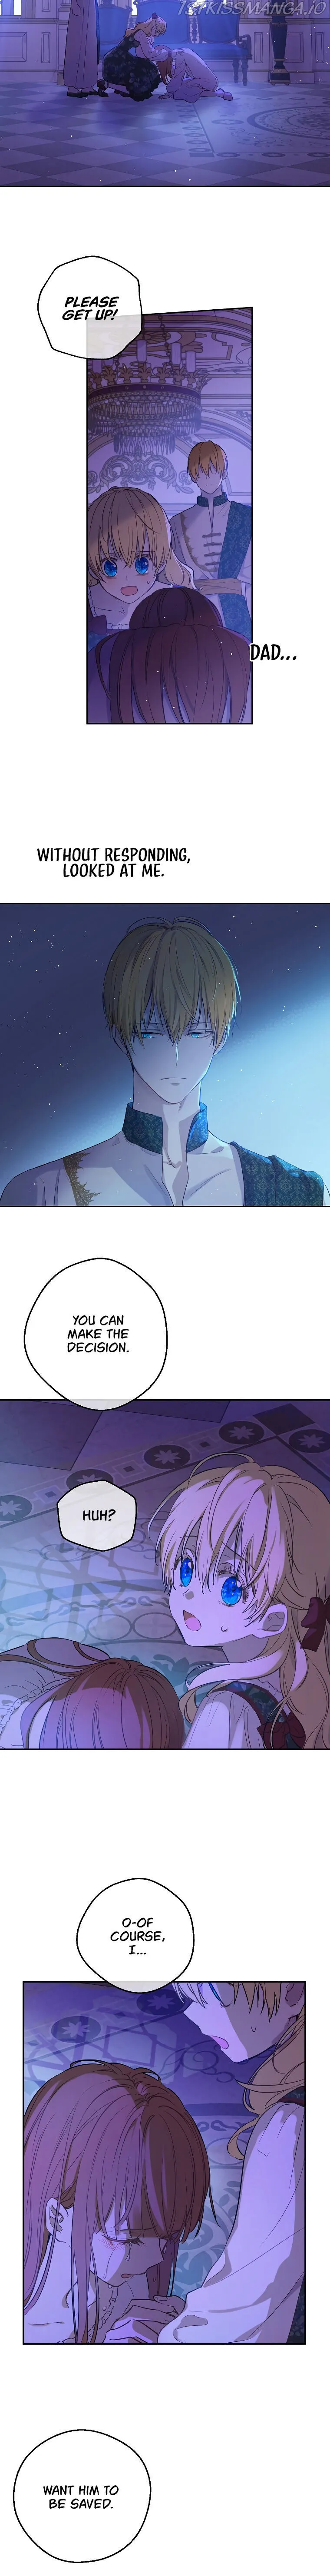 1STKISSMANGA.IO
PLEASE
GET UP!
DAD...
WITHOUT RESPONDING,
LOOKED AT ME.
YOU CAN
MAKE THE
DECISION.
HUH?
O-OF
COURSE,
I...
WANT HIM TO
BE SAVED.